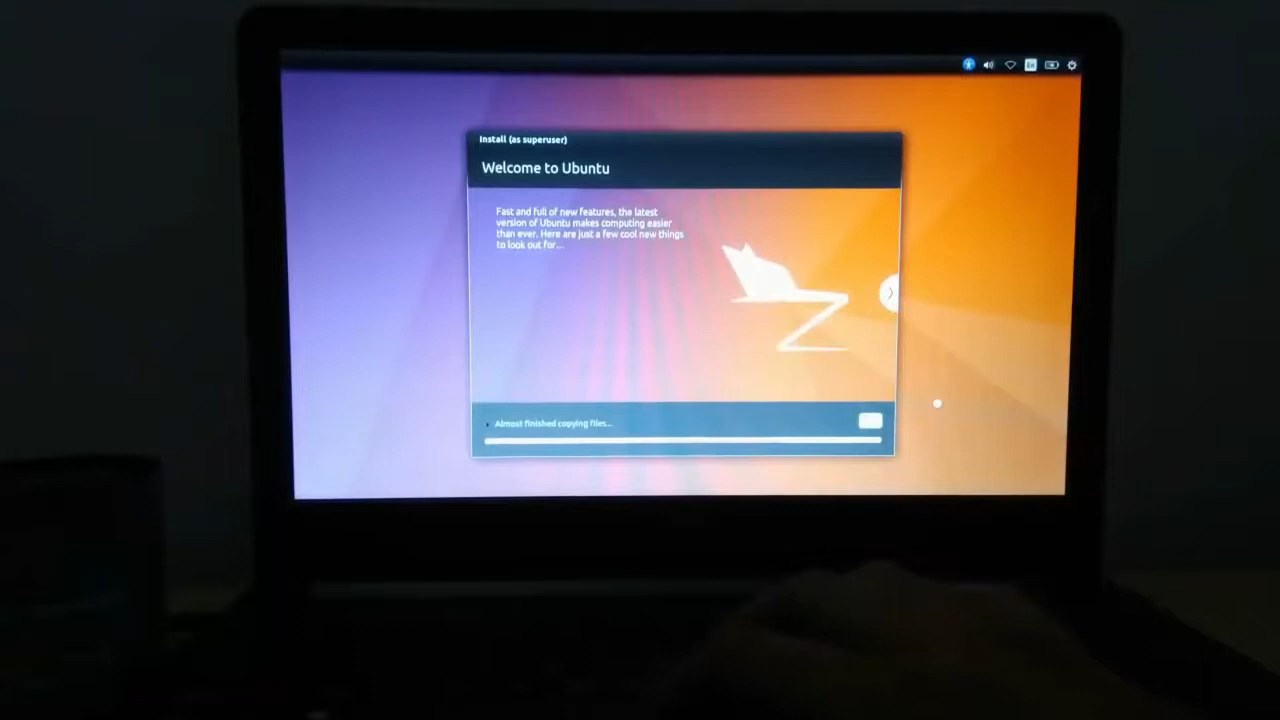 Install (as superuser)
Welcome to Ubuntu
Fast and full of new features, the latest
version of Ubuntu makes computing easier
than ever. Here are just a few cool new things
to look out for...
Almost finished copying files...